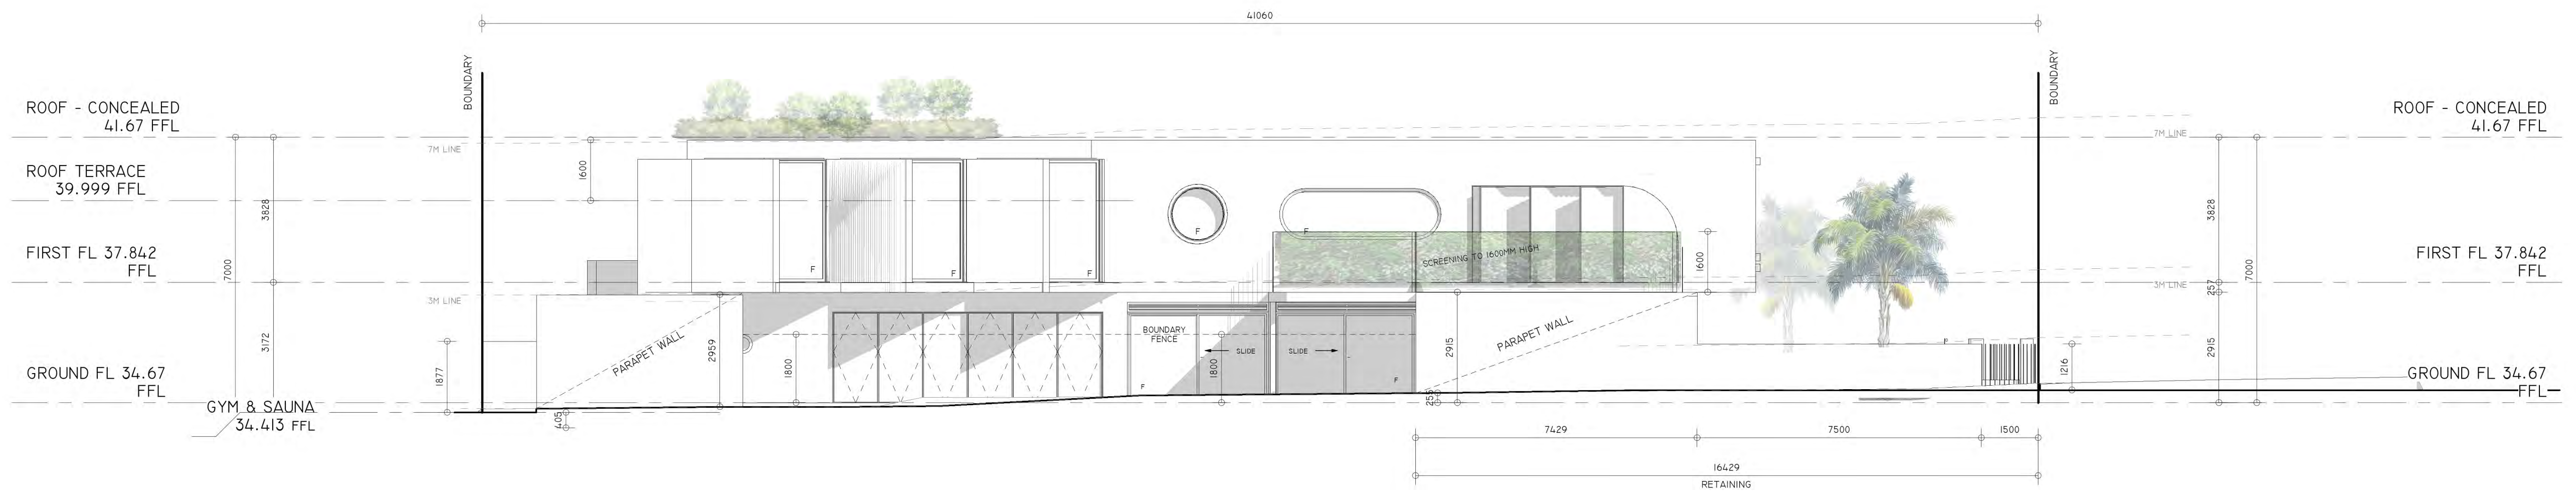 41060
BOUNDARY
BOUNDARY
ROOF - CONCEALED
41.67 FFL
ROOF - CONCEALED
41.67 FFL
7M LINE
7M LINE
ROOF TERRACE
39.999 FFL
1600
3828
3828
7000
7000
FIRST FL 37.842
FFL
FIRST FL 37.842
FFL
F
F
F
F
F
SCREENING TO 1600MM HIGH
1600
3M LINE
3M LINE
257
3172
2915
1877
PARAPET WALL
2959
1800
BOUNDARY
FENCE
SLIDE
SLIDE
1800
F
F
2915
PARAPET WALL
F
1216
GROUND FL 34.67
FFL
GROUND FL 34.67
FFL
GYM & SAUNA
34.413 FFL
405
7429
7500
1500
16429
RETAINING